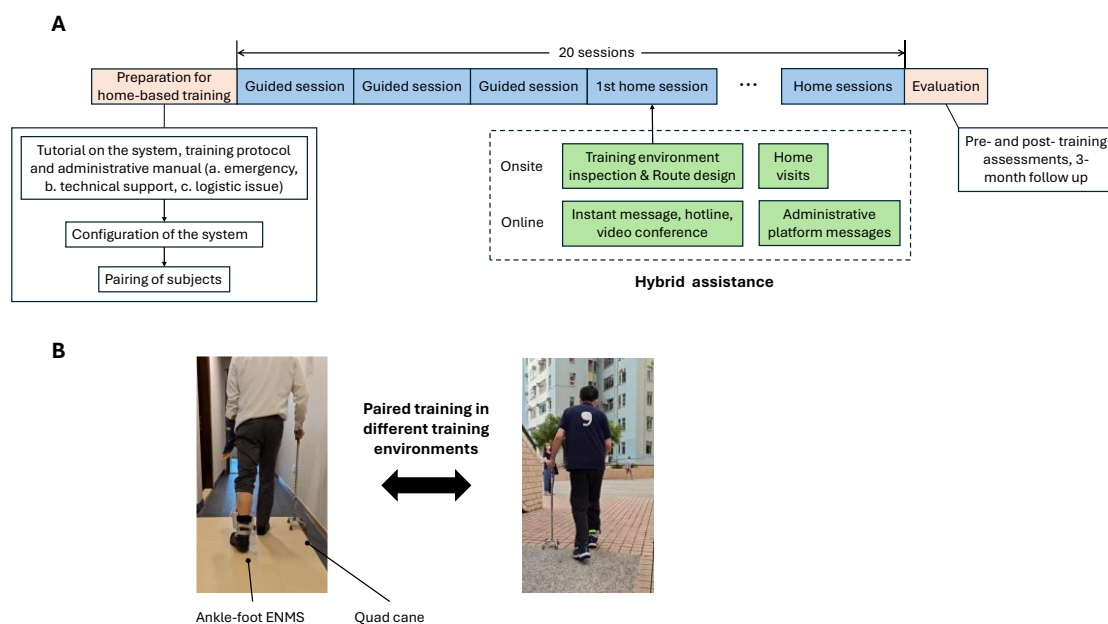 A
20 sessions
Preparation for
home-based training
Guided session
Guided session
Guided session
1st home session
...
Home sessions
Evaluation
Tutorial on the system, training protocol
and administrative manual (a. emergency,
b. technical support, c. logistic issue)
Configuration of the system
Pairing of subjects
Onsite
Training environment
inspection & Route design
Home
visits
Online
Instant message, hotline,
video conference
Administrative
platform messages
Hybrid assistance
Pre- and post- training
assessments, 3-
month follow up
B
Paired training in
different training
environments
9
Ankle-foot ENMS
Quad cane